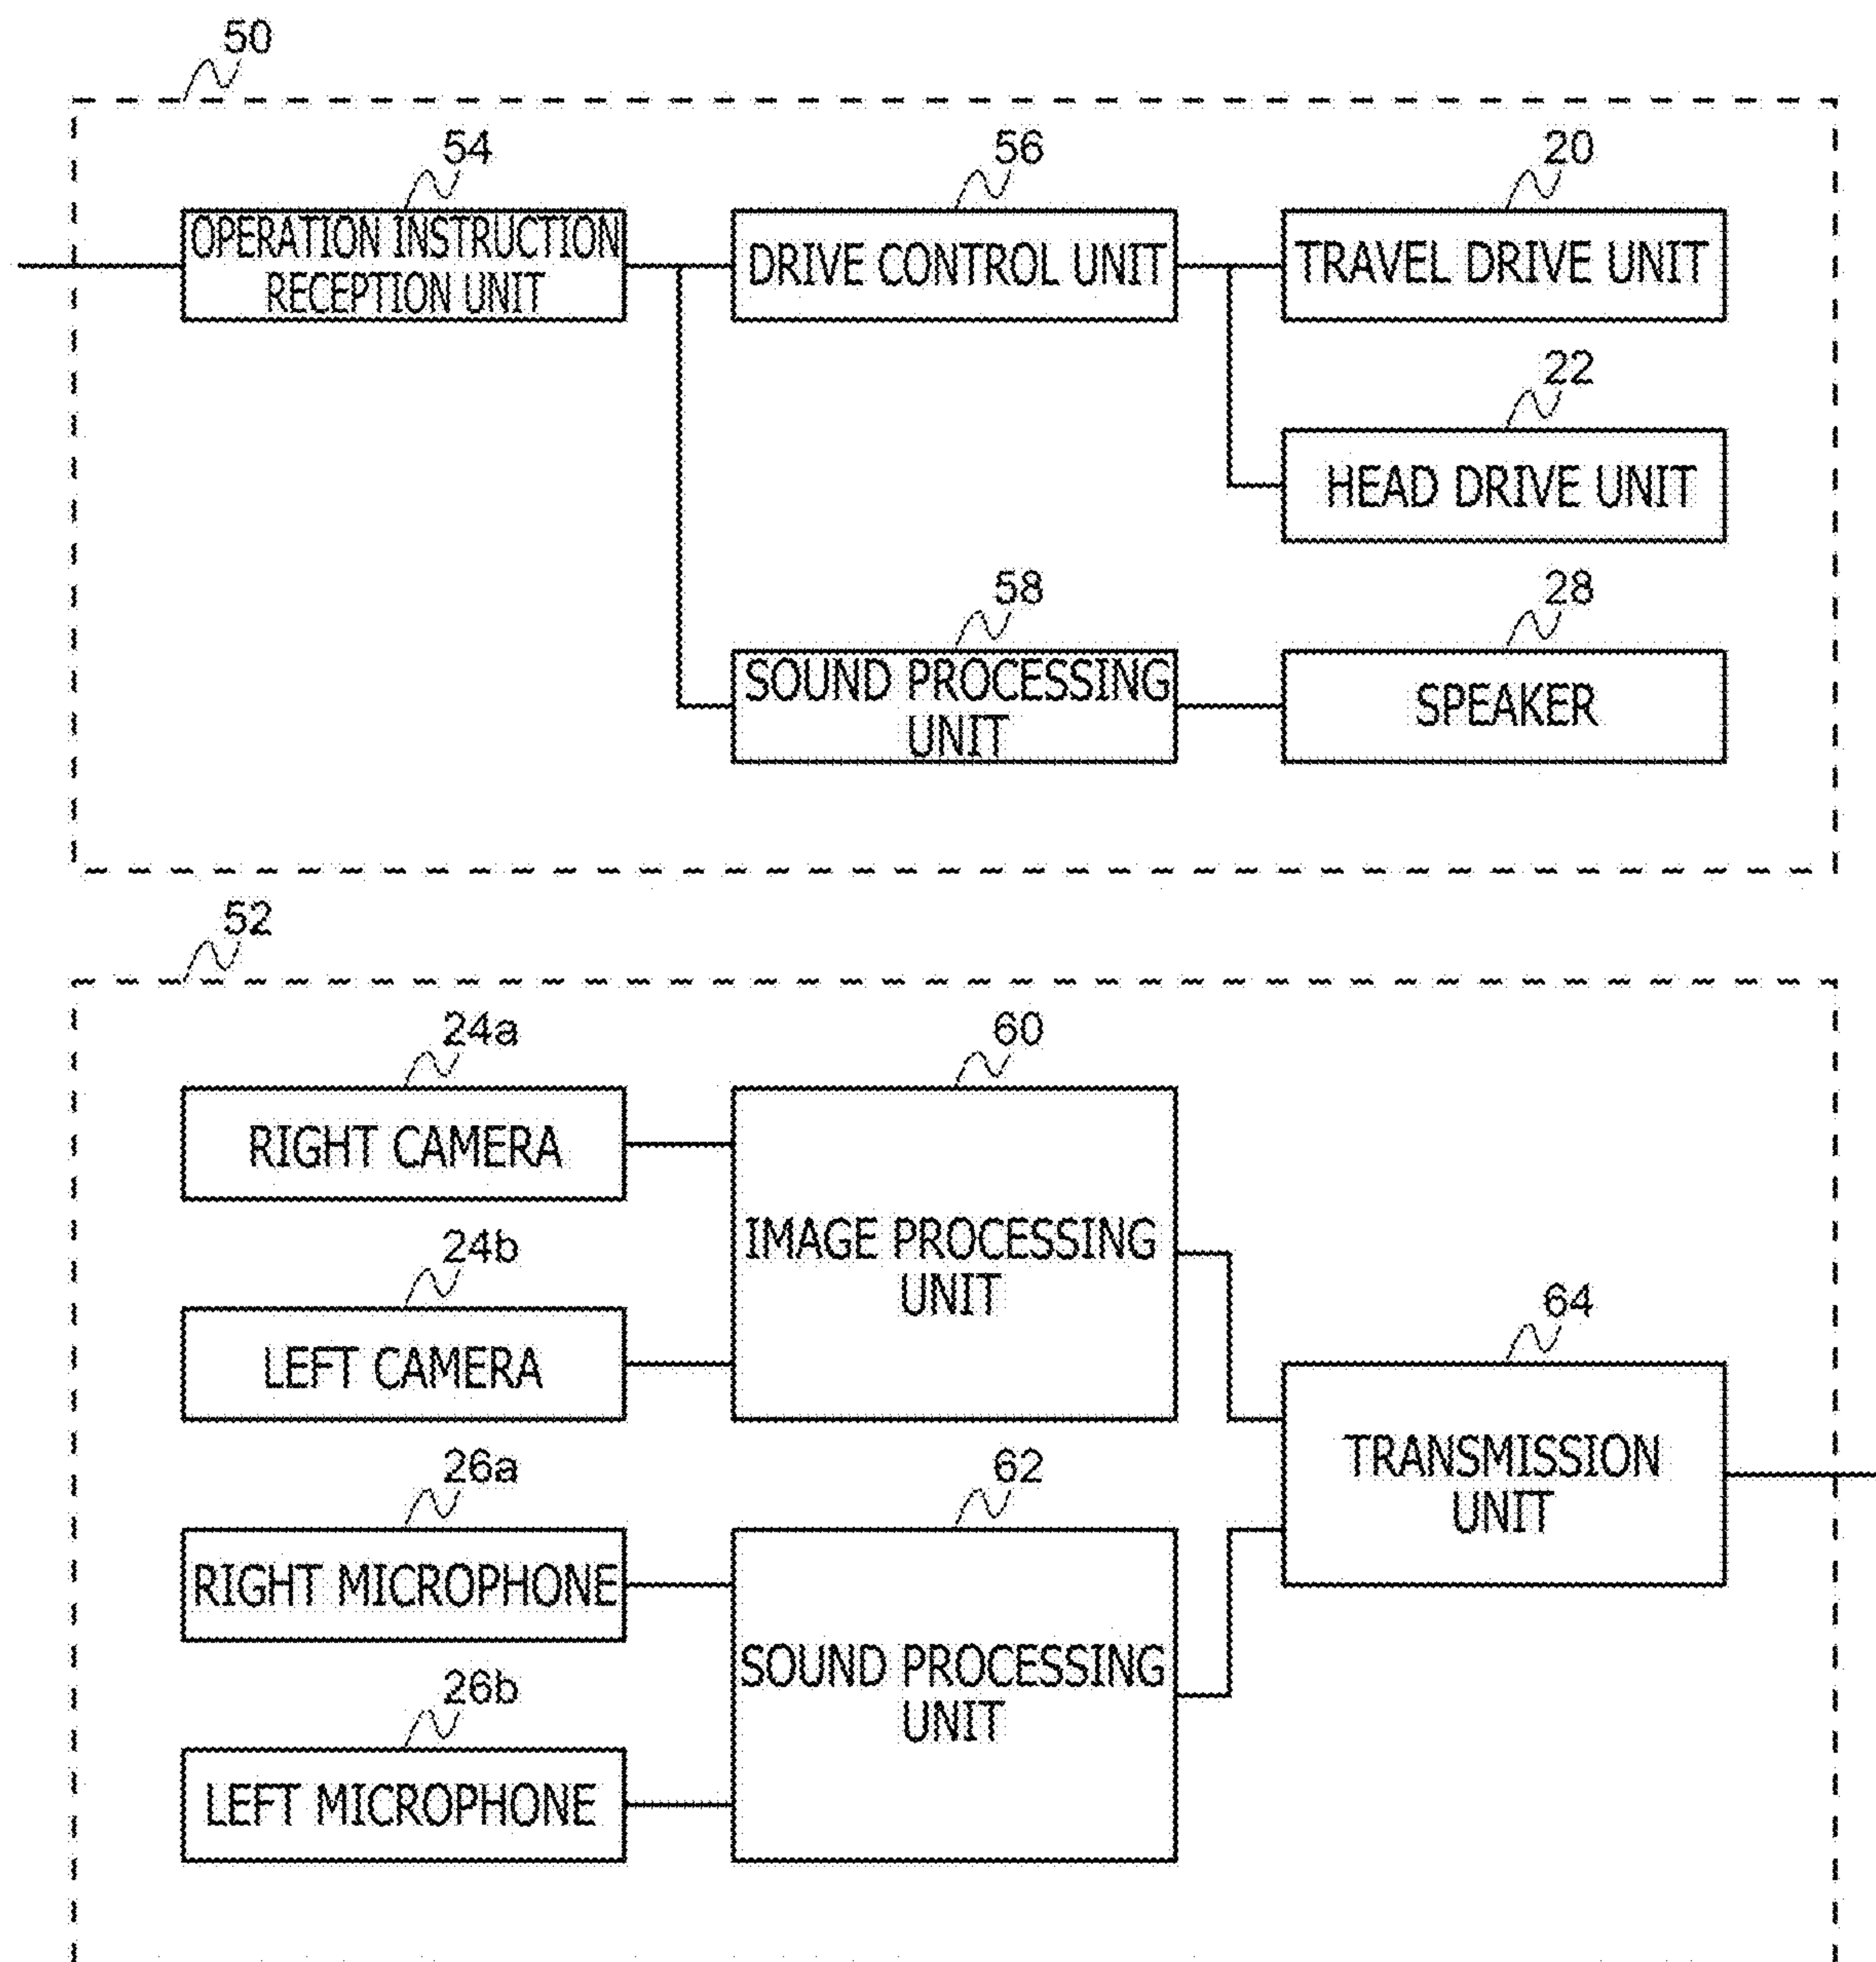 50
54
56
20
OPERATION INSTRUCTION
RECEPTION UNIT
DRIVE CONTROL UNIT
TRAVEL DRIVE UNIT
22
HEAD DRIVE UNIT
58
28
SOUND PROCESSING
UNIT
SPEAKER
52
24a
60
RIGHT CAMERA
IMAGE PROCESSING
UNIT
24b
LEFT CAMERA
64
TRANSMISSION
UNIT
26a
62
RIGHT MICROPHONE
SOUND PROCESSING
UNIT
26b
LEFT MICROPHONE